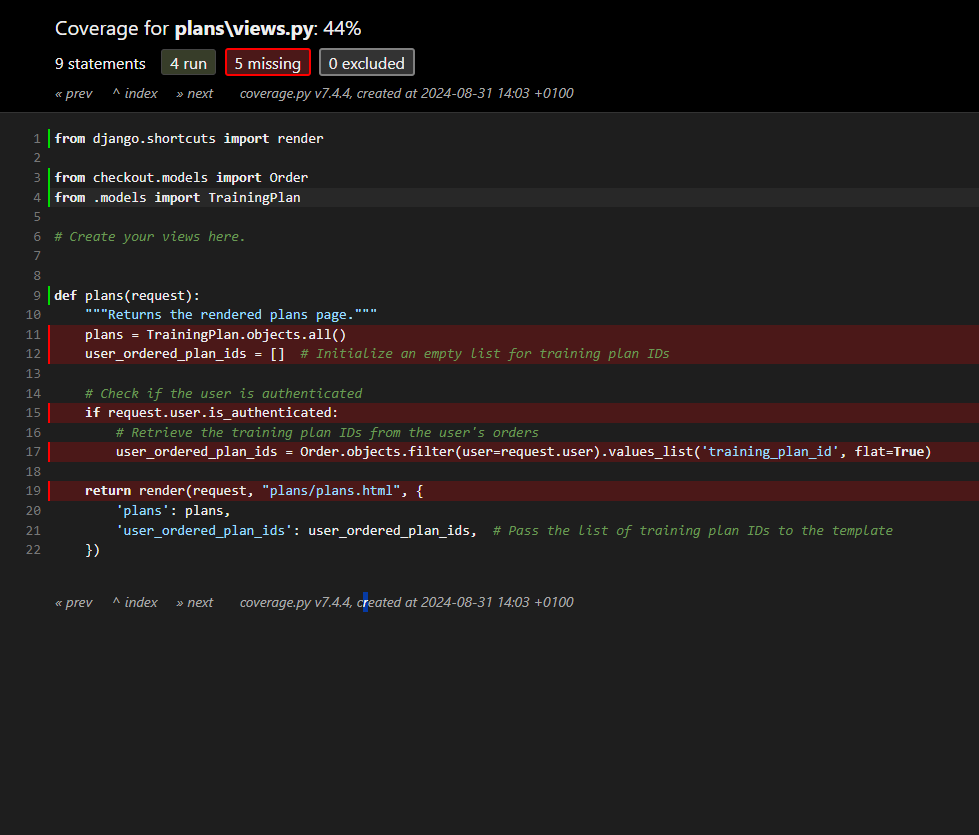 Coverage for plans\views.py: 44%
9 statements 4 run 5 missing 0 excluded
« prev ^ index » next coverage.py v7.4.4, created at 2024-08-31 14:03 +0100
1 from django.shortcuts import render
2
3 from checkout.models import Order
4 from .models import TrainingPlan
5
6 # Create your views here.
7
8
9 def plans(request):
10     """Returns the rendered plans page."""
11     plans = TrainingPlan.objects.all()
12     user_ordered_plan_ids = []  # Initialize an empty list for training plan IDs
13
14     # Check if the user is authenticated
15     if request.user.is_authenticated:
16         # Retrieve the training plan IDs from the user's orders
17         user_ordered_plan_ids = Order.objects.filter(user=request.user).values_list('training_plan_id', flat=True)
18
19     return render(request, "plans/plans.html", {
20         'plans': plans,
21         'user_ordered_plan_ids': user_ordered_plan_ids,  # Pass the list of training plan IDs to the template
22     })
« prev ^ index » next coverage.py v7.4.4, created at 2024-08-31 14:03 +0100